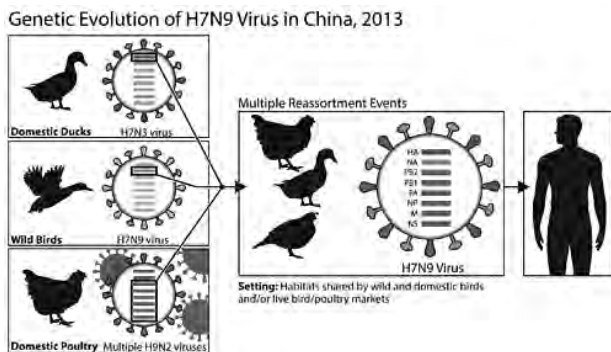 Genetic Evolution of H7N9 Virus in China, 2013
Domestic Ducks
H7N3 virus
Wild Birds
H7N9 virus
Domestic Poultry
Multiple H9N2 viruses
Multiple Reassortment Events
HA
NA
PB2
PB1
PA
NP
M
NS
H7N9 Virus
Setting: Habitats shared by wild and domestic birds
and/or live bird/poultry markets